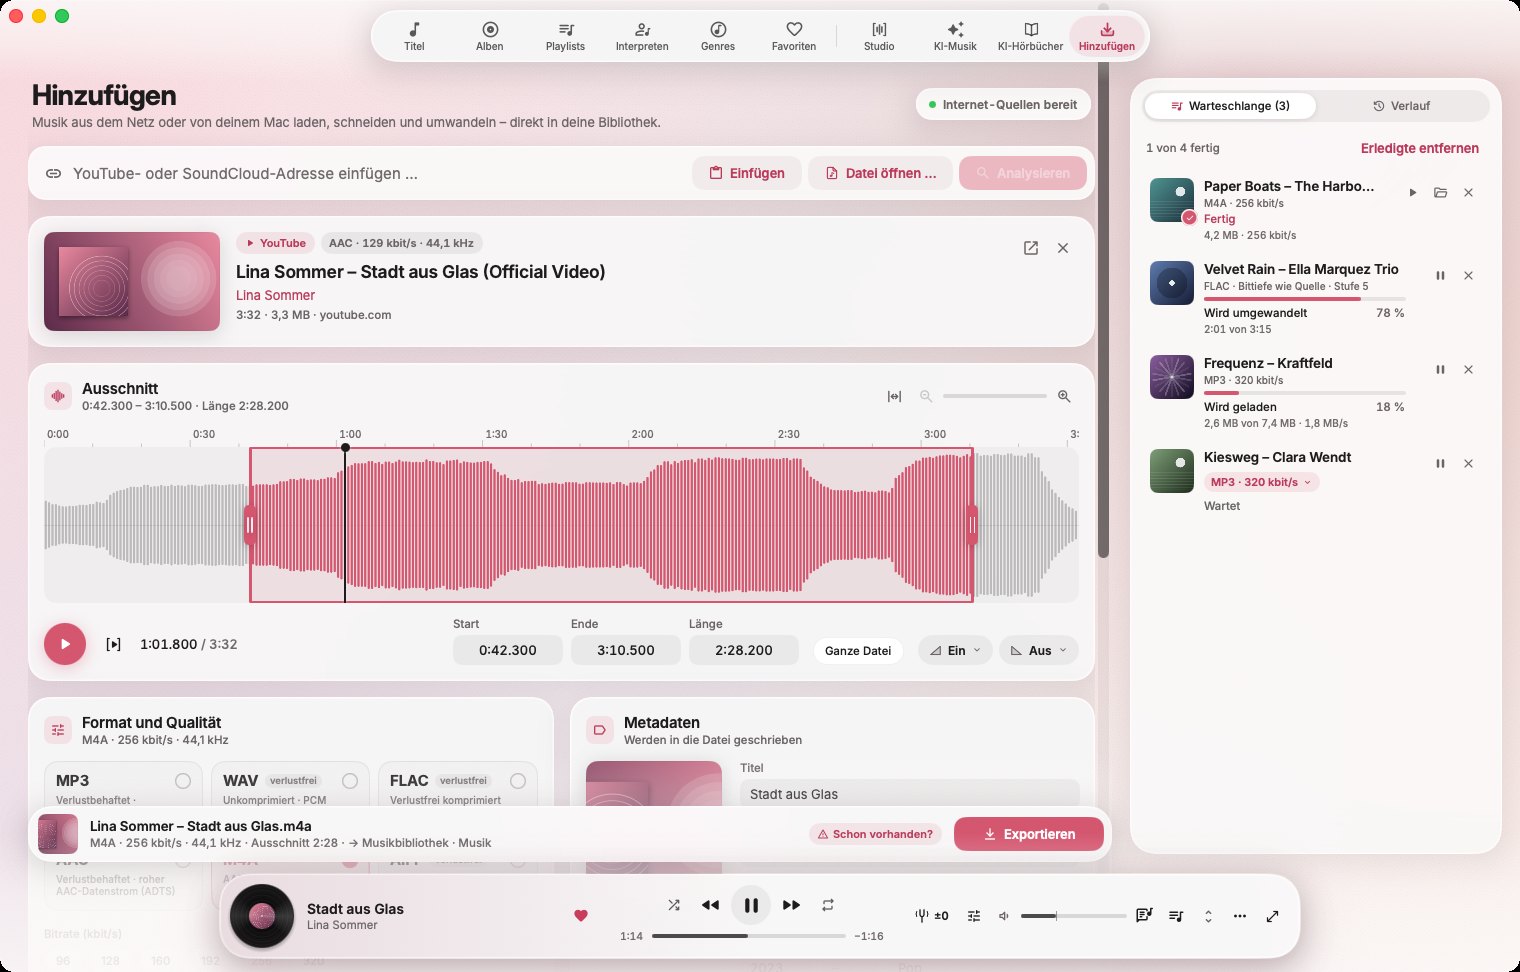 Titel
Alben
Playlists
Interpreten
Genres
Favoriten
Studio
KI-Musik
KI-Hörbücher
Hinzufügen
Hinzufügen
Musik aus dem Netz oder von deinem Mac laden, schneiden und umwandeln – direkt in deine Bibliothek.
Internet-Quellen bereit
YouTube- oder SoundCloud-Adresse einfügen ...
Einfügen
Datei öffnen ...
Analysieren
YouTube
AAC · 129 kbit/s · 44,1 kHz
Lina Sommer – Stadt aus Glas (Official Video)
Lina Sommer
3:32 · 3,3 MB · youtube.com
Ausschnitt
0:42.300 – 3:10.500 · Länge 2:28.200
0:00 0:30 1:00 1:30 2:00 2:30 3:00 3:
1:01.800 / 3:32
Start
0:42.300
Ende
3:10.500
Länge
2:28.200
Ganze Datei
Ein
Aus
Format und Qualität
M4A · 256 kbit/s · 44,1 kHz
MP3
Verlustbehaftet ·
WAV verlustfrei
Unkomprimiert · PCM
FLAC verlustfrei
Verlustfrei komprimiert
Metadaten
Werden in die Datei geschrieben
Titel
Stadt aus Glas
Lina Sommer – Stadt aus Glas.m4a
M4A · 256 kbit/s · 44,1 kHz · Ausschnitt 2:28 · → Musikbibliothek · Musik
Schon vorhanden?
Exportieren
AAC
Verlustbehaftet · roher
AAC-Datenstrom (ADTS)
M4A
Bitrate (kbit/s)
96 128 160 192 256 320
2023
Pop
Stadt aus Glas
Lina Sommer
1:14
−1:16
±0
Warteschlange (3)
Verlauf
1 von 4 fertig
Erledigte entfernen
Paper Boats – The Harbo...
M4A · 256 kbit/s
Fertig
4,2 MB · 256 kbit/s
Velvet Rain – Ella Marquez Trio
FLAC · Bittiefe wie Quelle · Stufe 5
Wird umgewandelt 78 %
2:01 von 3:15
Frequenz – Kraftfeld
MP3 · 320 kbit/s
Wird geladen 18 %
2,6 MB von 7,4 MB · 1,8 MB/s
Kiesweg – Clara Wendt
MP3 · 320 kbit/s
Wartet